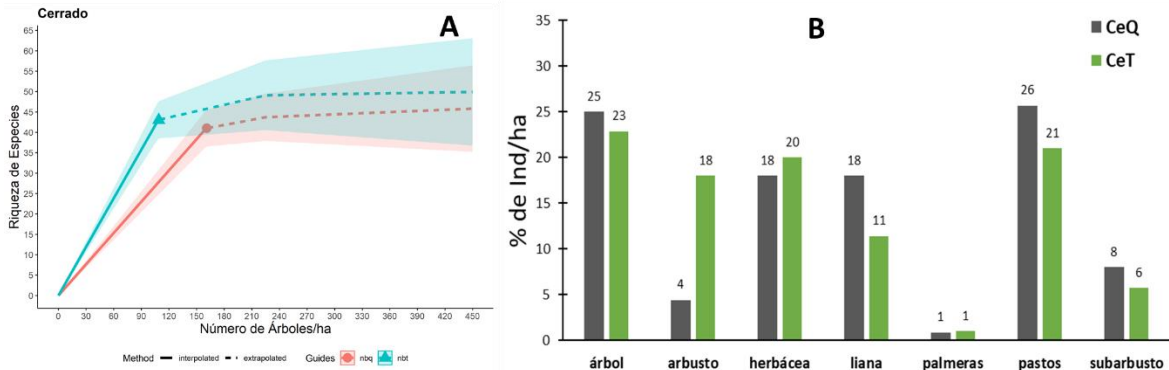 Cerrado
A
Riqueza de Especies
65
60
55
50
45
40
35
30
25
20
15
10
5
0
0 30 60 90 120 150 180 210 240 270 300 330 360 390 420 450
Número de Árboles/ha
Method interpolated extrapolated Guides nbq nbt
B
CeQ
CeT
% de Ind/ha
35
30
25
20
15
10
5
0
25 23 4 18 18 20 18 11 1 1 26 21 8 6
árbol arbusto herbácea liana palmeras pastos subarbusto